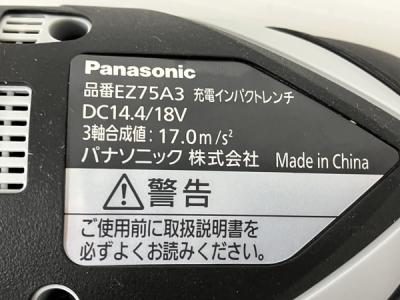 Panasonic
品番EZ75A3 充電インパクトレンチ
DC14.4/18V
3軸合成値:17.0m/s²
パナソニック 株式会社 Made in China
警告
ご使用前に取扱説明書を
必ずよくお読みください。